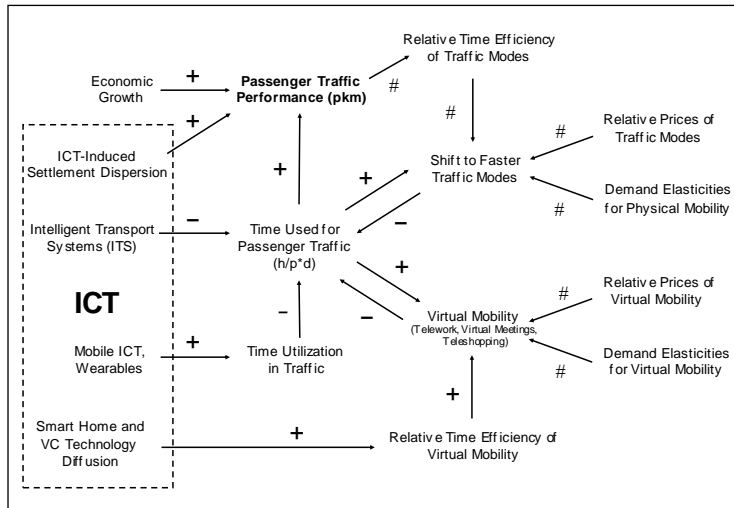 Relative Time Efficiency
of Traffic Modes
Economic
Growth
+
Passenger Traffic
Performance (pkm)
#
#
+
Relative Prices of
Traffic Modes
#
ICT-Induced
Settlement Dispersion
+
+
Shift to Faster
Traffic Modes
Demand Elasticities
for Physical Mobility
#
Intelligent Transport
Systems (ITS)
−
Time Used for
Passenger Traffic
(h/p*d)
−
+
Relative Prices of
Virtual Mobility
#
ICT
−
−
Virtual Mobility
(Telework, Virtual Meetings,
Teleshopping)
Mobile ICT,
Wearables
+
Time Utilization
in Traffic
Demand Elasticities
for Virtual Mobility
#
+
Smart Home and
VC Technology
Diffusion
+
Relative Time Efficiency of
Virtual Mobility